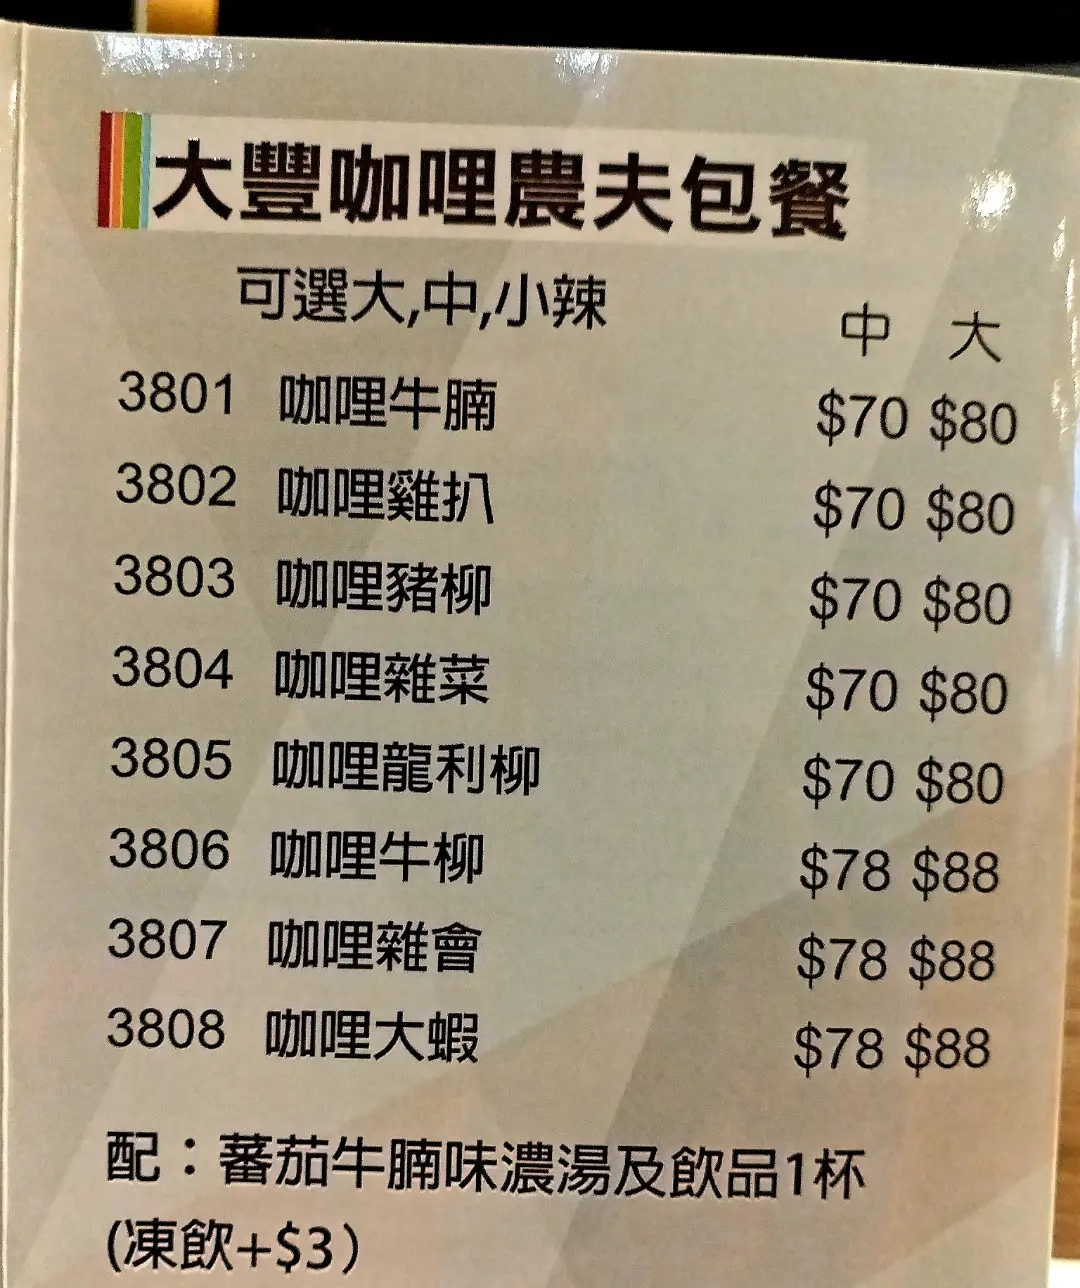 大豐咖哩農夫包餐
可選大,中,小辣
中 大
3801 咖哩牛腩 $70 $80
3802 咖哩雞扒 $70 $80
3803 咖哩豬柳 $70 $80
3804 咖哩雜菜 $70 $80
3805 咖哩龍利柳 $70 $80
3806 咖哩牛柳 $78 $88
3807 咖哩雜會 $78 $88
3808 咖哩大蝦 $78 $88
配：蕃茄牛腩味濃湯及飲品1杯
(凍飲+$3)